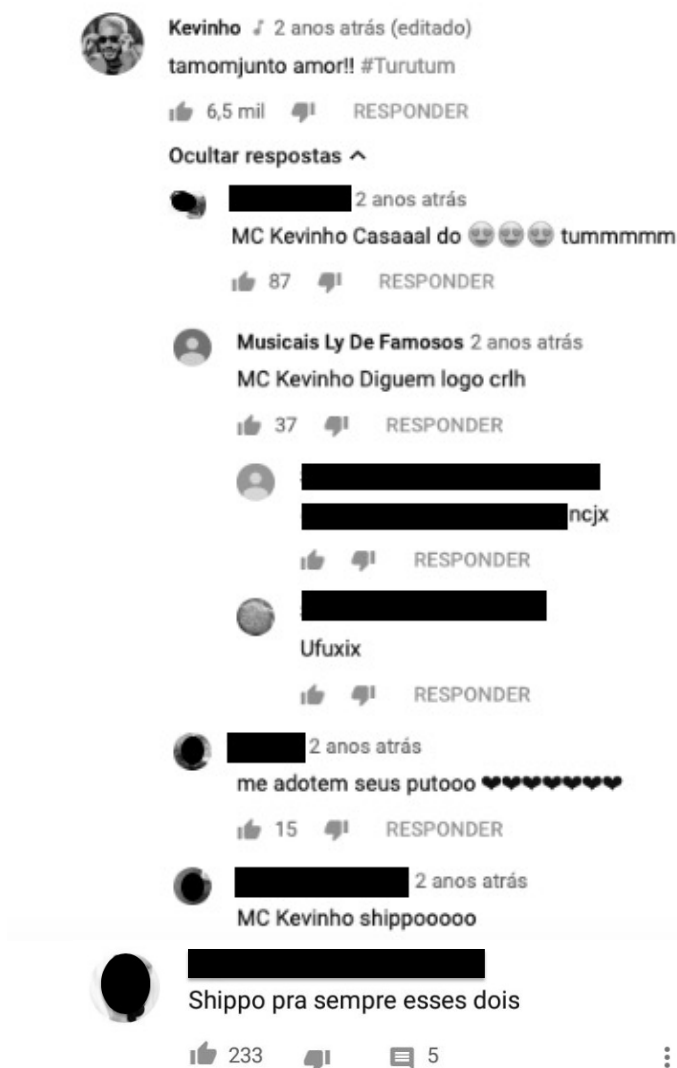 Kevinho ♪ 2 anos atrás (editado)
tamomjunto amor!! #Turutum
6,5 mil RESPONDER
Ocultar respostas
2 anos atrás
MC Kevinho Casaaal do 😍😍😍 tummmmm
87 RESPONDER
Musicais Ly De Famosos 2 anos atrás
MC Kevinho Diguem logo crlh
37 RESPONDER
ncjx
RESPONDER
Ufuxix
RESPONDER
2 anos atrás
me adotem seus putooo ❤❤❤❤❤❤❤
15 RESPONDER
2 anos atrás
MC Kevinho shippooooo
Shippo pra sempre esses dois
233 5